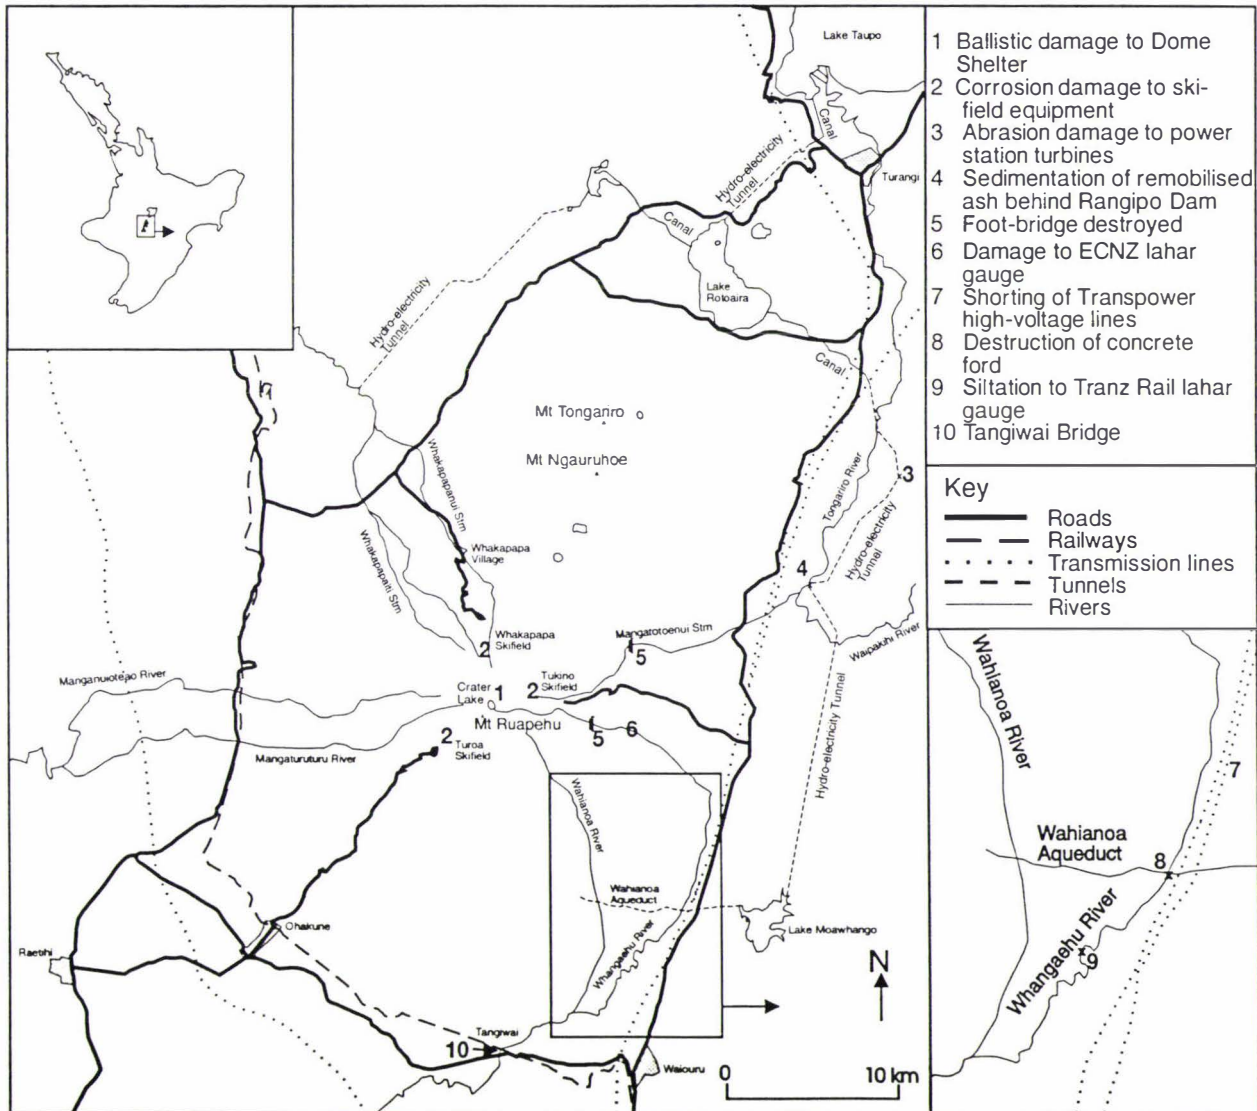 Lake Taupo
Canal
Hydro-electricity
Tunnel
Turangi
Canal
Lake
Rotoaira
Hydro-electricity
Tunnel
Canal
Mt Tongariro
Mt Ngauruhoe
Whakapapanui Stm
Tongariro River
3
Hydro-electricity
Tunnel
Whakapapa
Village
Whakapapaiti Stm
4
Whakapapa
Skifield
2
Mangatotoenui Stm
5
Waipakihi River
Manganuioteao River
Crater
Lake
1
2
Tukino
Skifield
Mt Ruapehu
5
6
2
Turoa
Skifield
Mangaturuturu River
Hydro-electricity Tunnel
Wahianoa River
Wahianoa
Aqueduct
Lake Moawhango
Ohakune
Raetihi
Whangaehu River
N
Tangiwai
10
Waiouru
0 10 km
1 Ballistic damage to Dome
Shelter
2 Corrosion damage to ski-
field equipment
3 Abrasion damage to power
station turbines
4 Sedimentation of remobilised
ash behind Rangipo Dam
5 Foot-bridge destroyed
6 Damage to ECNZ lahar
gauge
7 Shorting of Transpower
high-voltage lines
8 Destruction of concrete
ford
9 Siltation to Tranz Rail lahar
gauge
10 Tangiwai Bridge
Key
Roads
Railways
Transmission lines
Tunnels
Rivers
Wahianoa River
7
Wahianoa
Aqueduct
8
Whangaehu River
9